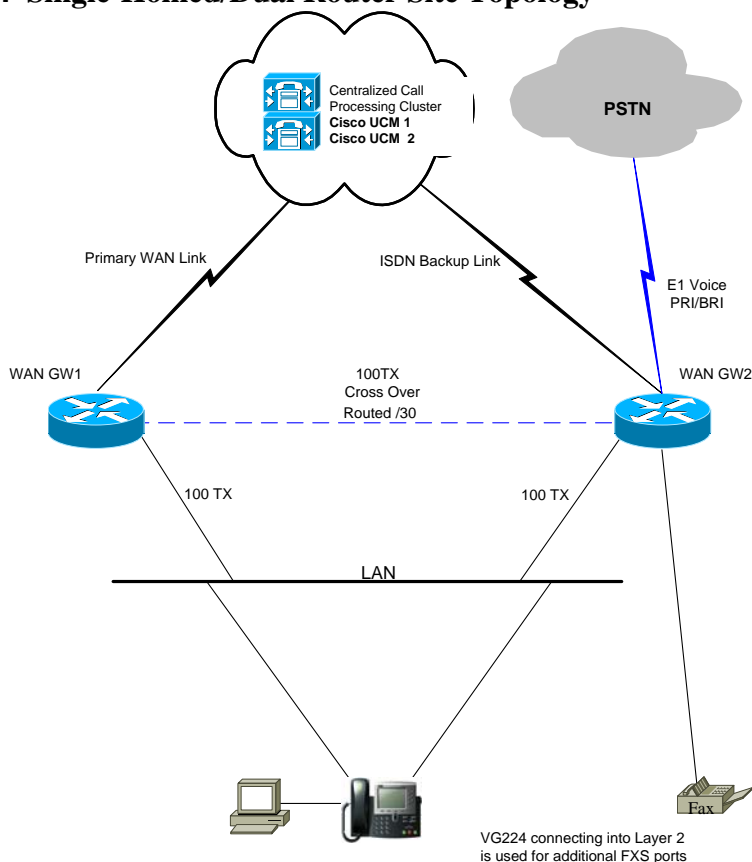 Single-Homed/Dual Router Site Topology
Centralized Call
Processing Cluster
Cisco UCM 1
Cisco UCM 2
PSTN
Primary WAN Link
ISDN Backup Link
E1 Voice
PRI/BRI
WAN GW1
100TX
Cross Over
Routed /30
WAN GW2
100 TX
100 TX
LAN
Fax
VG224 connecting into Layer 2
is used for additional FXS ports